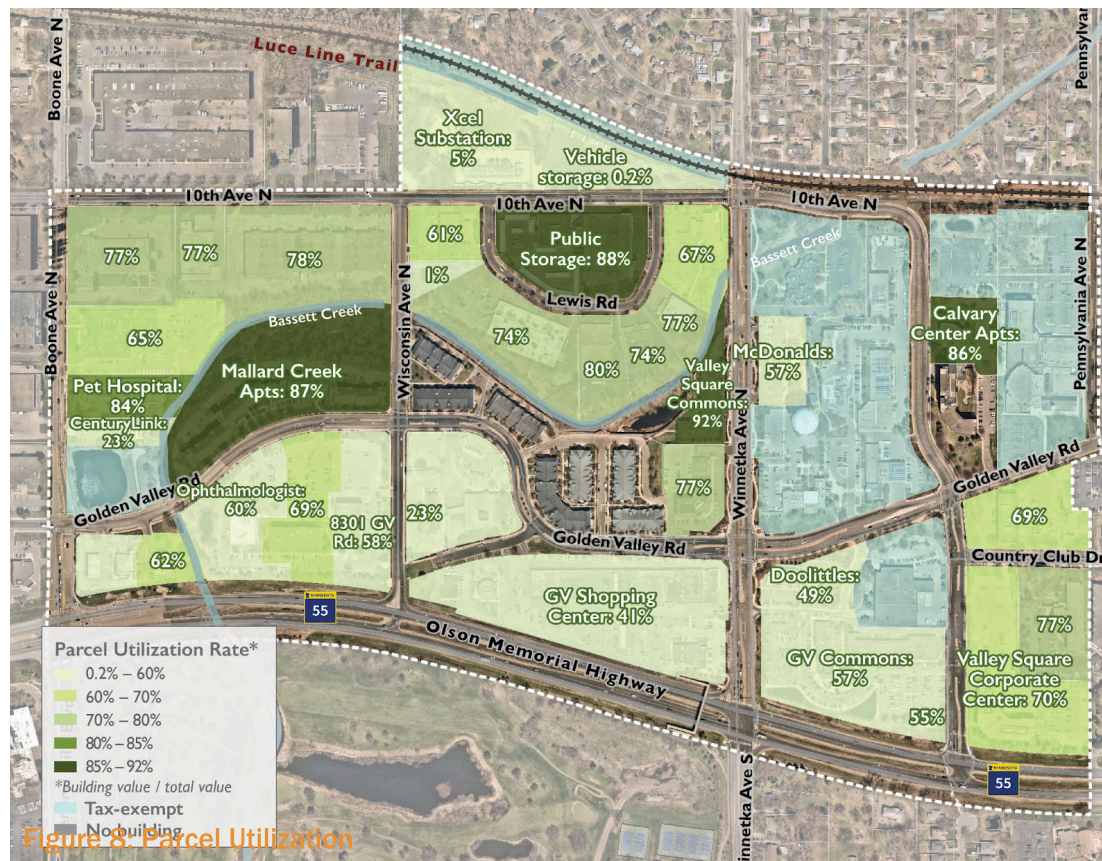 Boone Ave N
Luce Line Trail
Pennsylvan
Xcel
Substation:
5%
Vehicle
storage: 0.2%
10th Ave N
10th Ave N
10th Ave N
61%
Public
Storage: 88%
67%
77%
77%
78%
1%
Bassett Creek
Wisconsin Ave N
Lewis Rd
Boone Ave N
Pennsylvania Ave N
Bassett Creek
65%
74%
77%
74%
80%
Calvary
Center Apts:
86%
McDonalds:
57%
Mallard Creek
Apts: 87%
Valley
Square
Commons:
92%
Pet Hospital:
84%
CenturyLink:
23%
Winnetka Ave N
Golden Valley Rd
Ophthalmologist:
60%
69%
8301 GV
Rd: 58%
23%
77%
Golden Valley Rd
Golden Valley Rd
69%
62%
Country Club Dr
Doolittles:
49%
GV Shopping
Center: 41%
MINNESOTA
55
Olson Memorial Highway
GV Commons:
57%
55%
77%
Valley Square
Corporate
Center: 70%
MINNESOTA
55
innetka Ave S
Parcel Utilization Rate*
0.2% – 60%
60% – 70%
70% – 80%
80% – 85%
85% – 92%
*Building value / total value
Tax-exempt
No building
Figure 8: Parcel Utilization